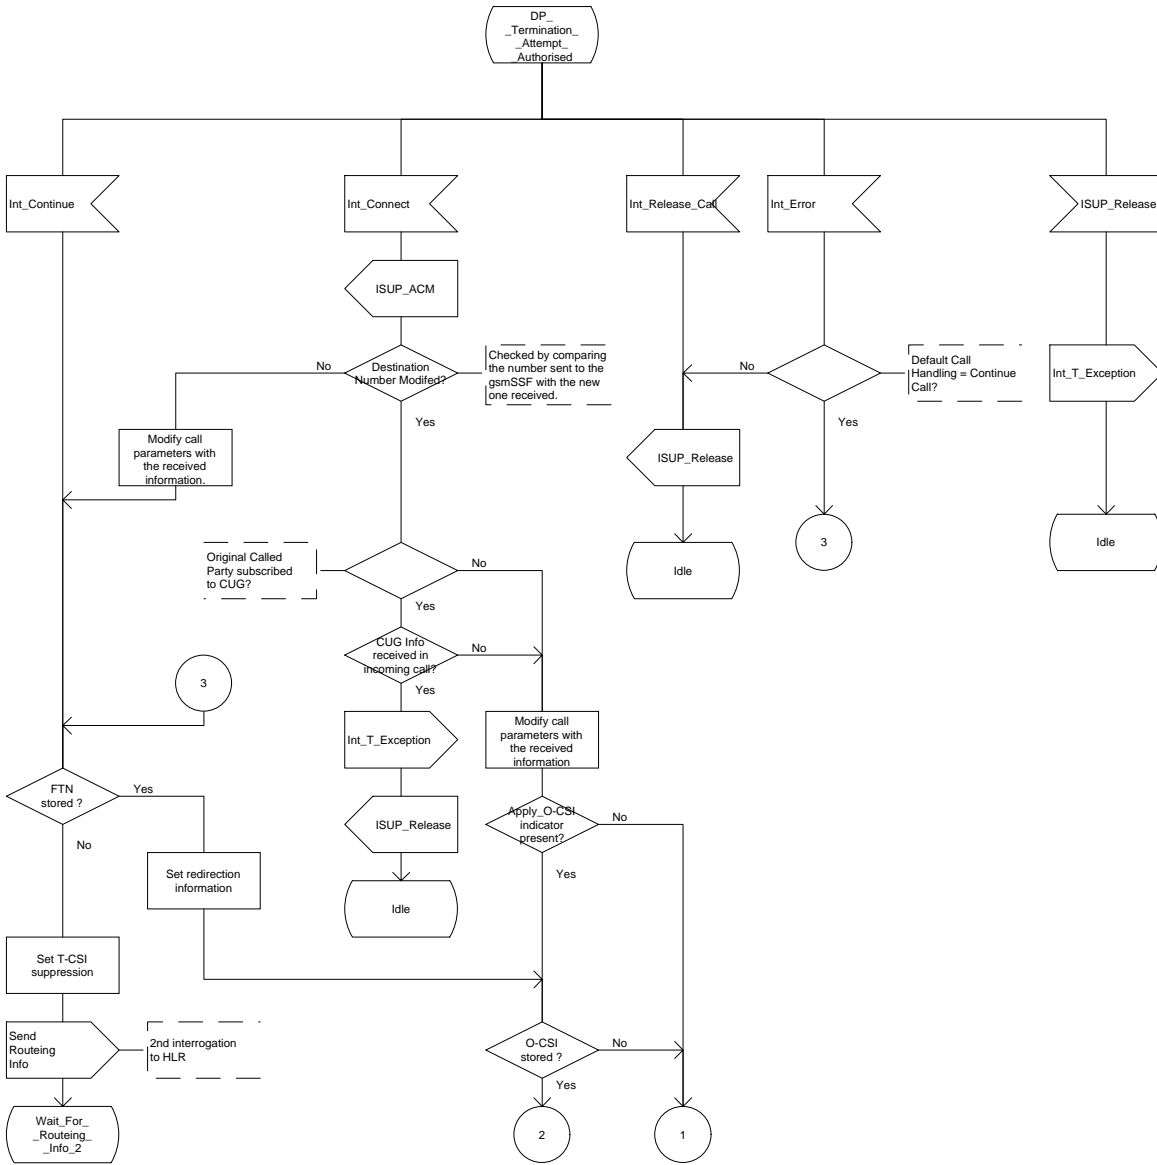 DP_
_Termination_
_Attempt_
_Authorised
Int_Continue
Int_Connect
Int_Release_Call
Int_Error
ISUP_Release
ISUP_ACM
No
Destination
Number Modifed?
Checked by comparing
the number sent to the
gsmSSF with the new
one received.
No
Default Call
Handling = Continue
Call?
Int_T_Exception
Yes
Yes
Modify call
parameters with
the received
information.
ISUP_Release
3
Idle
Original Called
Party subscribed
to CUG?
No
Idle
Yes
CUG Info
received in
incoming call?
No
3
Yes
Int_T_Exception
Modify call
parameters with
the received
information
FTN
stored ?
Yes
Apply_O-CSI
indicator
present?
No
ISUP_Release
No
Yes
Set redirection
information
Idle
Set T-CSI
suppression
Send
Routeing
Info
2nd interrogation
to HLR
O-CSI
stored ?
No
Yes
Wait_For_
_Routeing_
_Info_2
2
1